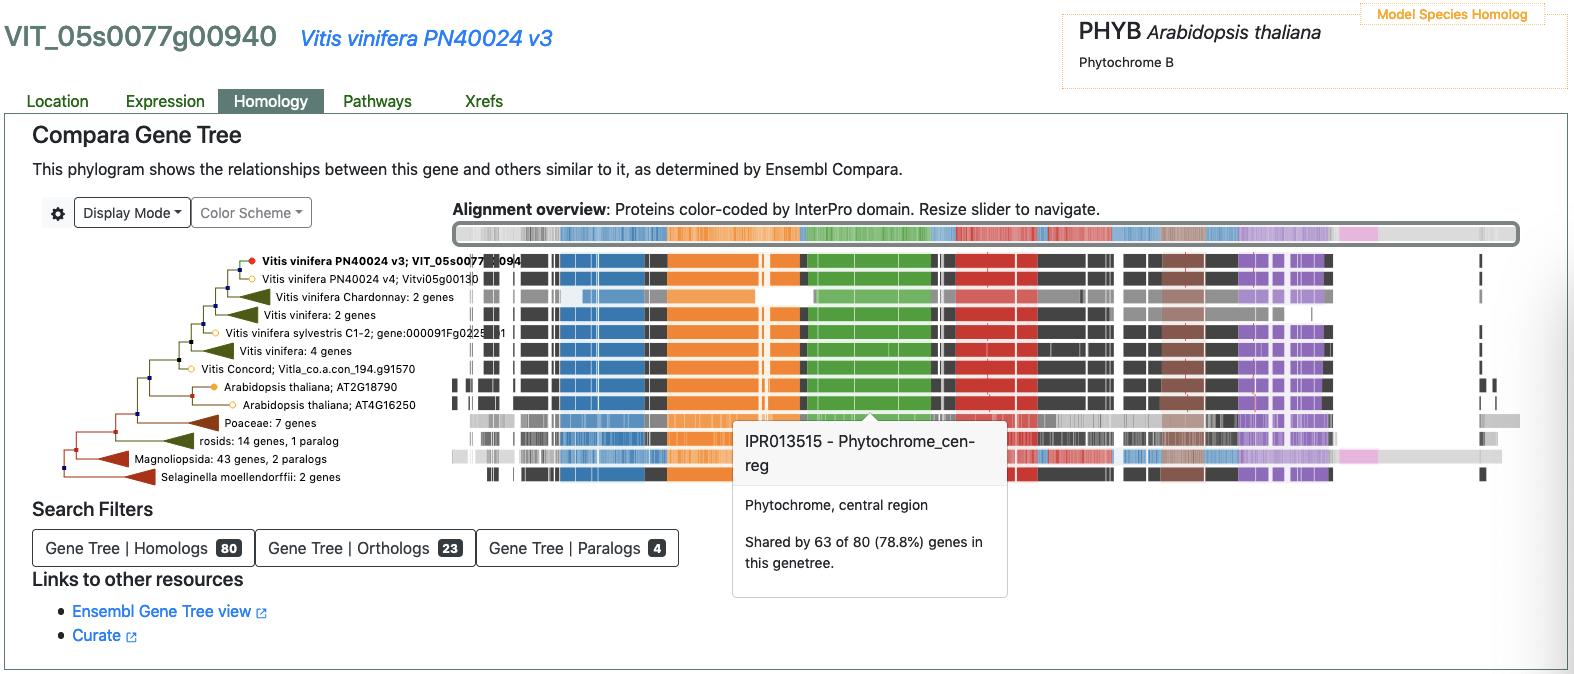 VIT_05s0077g00940 Vitis vinifera PN40024 v3
Model Species Homolog
PHYB Arabidopsis thaliana
Phytochrome B
Location Expression Homology Pathways Xrefs
Compara Gene Tree
This phylogram shows the relationships between this gene and others similar to it, as determined by Ensembl Compara.
Display Mode Color Scheme
Alignment overview: Proteins color-coded by InterPro domain. Resize slider to navigate.
Vitis vinifera PN40024 v3;
Vitis vinifera PN40024 v4; Vitvi05g00130
Vitis vinifera Chardonnay: 2 genes
Vitis vinifera: 2 genes
Vitis vinifera sylvestris C1-2;
Vitis vinifera: 4 genes
Vitis Concord; Vitla_co.a.con_194.g91570
Arabidopsis thaliana; AT2G18790
Arabidopsis thaliana; AT4G16250
Poaceae: 7 genes
rosids: 14 genes, 1 paralog
Magnoliopsida: 43 genes, 2 paralogs
Selaginella moellendorffii: 2 genes
IPR013515 - Phytochrome_cen-
reg
Phytochrome, central region
Shared by 63 of 80 (78.8%) genes in
this genetree.
Search Filters
Gene Tree | Homologs 80 Gene Tree | Orthologs 23 Gene Tree | Paralogs 4
Links to other resources
Ensembl Gene Tree view
Curate